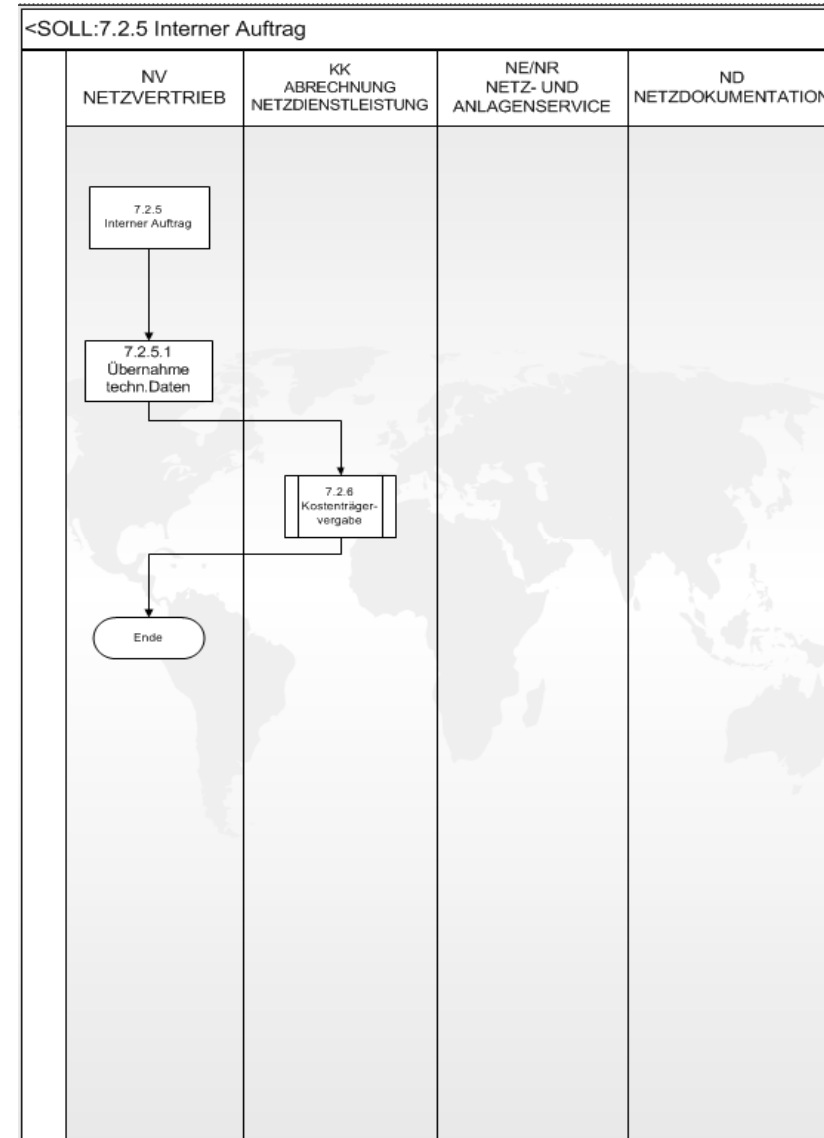 <SOLL:7.2.5 Interner Auftrag
NV
NETZVERTRIEB
KK
ABRECHNUNG
NETZDIENSTLEISTUNG
NE/NR
NETZ- UND
ANLAGENSERVICE
ND
NETZDOKUMENTATION
7.2.5
Interner Auftrag
7.2.5.1
Übernahme
techn.Daten
7.2.6
Kostenträger-
vergabe
Ende